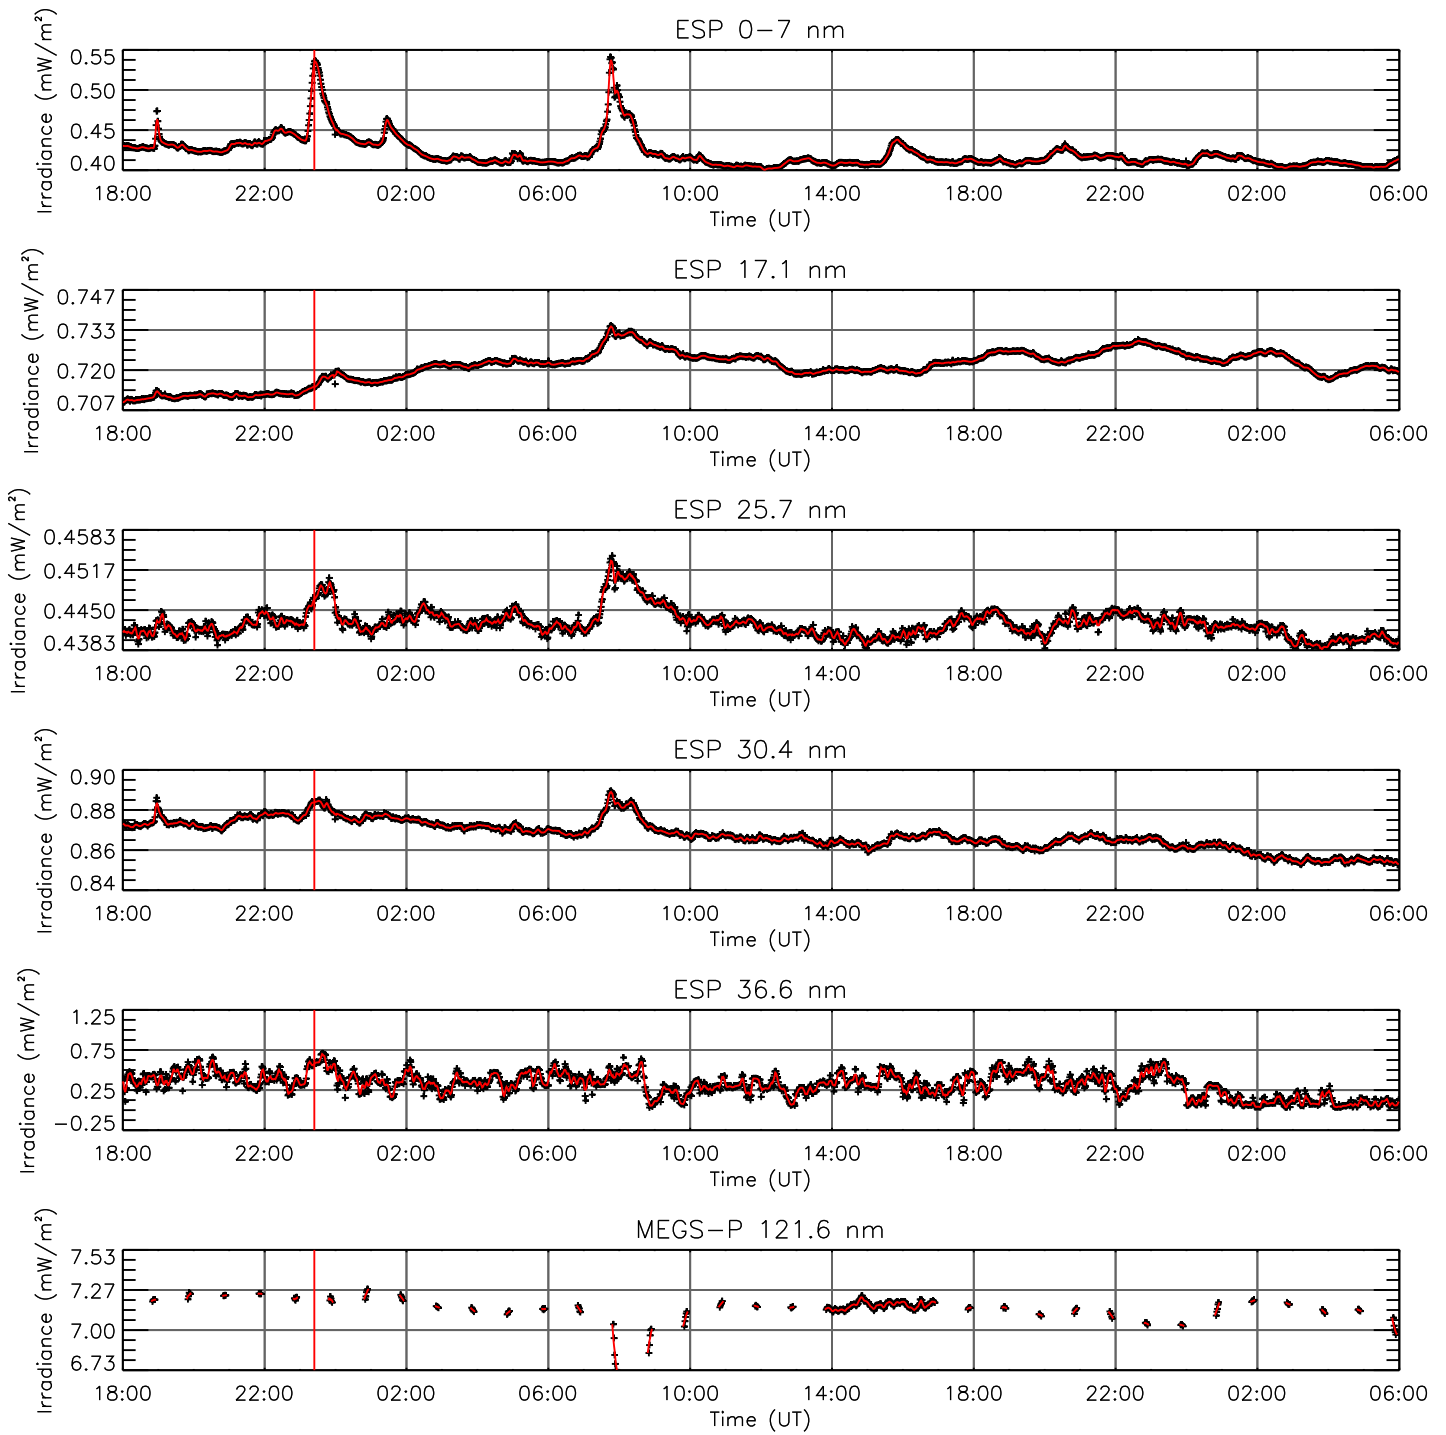 ESP 0−7 nm
Irradiance (mW/m²)
0.55
0.50
0.45
0.40
18:00 22:00 02:00 06:00 10:00 14:00 18:00 22:00 02:00 06:00
Time (UT)
ESP 17.1 nm
Irradiance (mW/m²)
0.747
0.733
0.720
0.707
18:00 22:00 02:00 06:00 10:00 14:00 18:00 22:00 02:00 06:00
Time (UT)
ESP 25.7 nm
Irradiance (mW/m²)
0.4583
0.4517
0.4450
0.4383
18:00 22:00 02:00 06:00 10:00 14:00 18:00 22:00 02:00 06:00
Time (UT)
ESP 30.4 nm
Irradiance (mW/m²)
0.90
0.88
0.86
0.84
18:00 22:00 02:00 06:00 10:00 14:00 18:00 22:00 02:00 06:00
Time (UT)
ESP 36.6 nm
Irradiance (mW/m²)
1.25
0.75
0.25
−0.25
18:00 22:00 02:00 06:00 10:00 14:00 18:00 22:00 02:00 06:00
Time (UT)
MEGS−P 121.6 nm
Irradiance (mW/m²)
7.53
7.27
7.00
6.73
18:00 22:00 02:00 06:00 10:00 14:00 18:00 22:00 02:00 06:00
Time (UT)